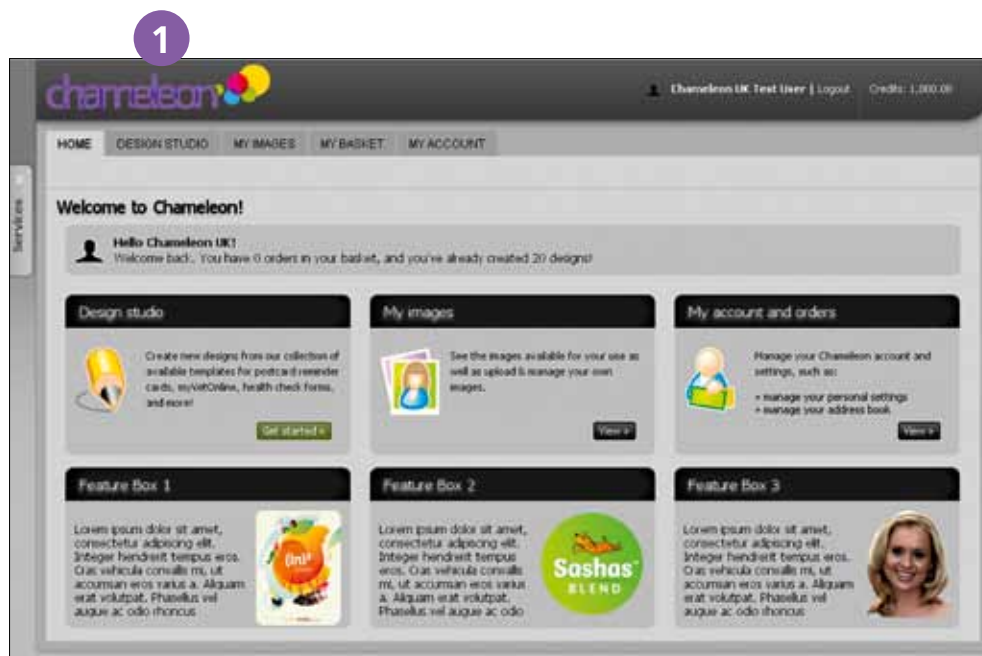 1
chameleon
Chameleon UK Test User | Logout Credits: 1,000.00
HOME DESIGN STUDIO MY IMAGES MY BASKET MY ACCOUNT
Services
Welcome to Chameleon!
Hello Chameleon UK!
Welcome back. You have 0 orders in your basket, and you've already created 20 designs!
Design studio
Create new designs from our collection of
available templates for postcard reminder
cards, myVetOnline, health check forms,
and more!
Get started »
My images
See the images available for your use as
well as upload & manage your own
images.
View »
My account and orders
Manage your Chameleon account and
settings, such as:
» manage your personal settings
» manage your address book
View »
Feature Box 1
Lorem ipsum dolor sit amet,
consectetur adipiscing elit.
Integer hendrerit tempus eros.
Cras vehicula convallis mi, ut
accumsan eros varius a. Aliquam
erat volutpat. Phasellus vel
augue ac odio rhoncus
Feature Box 2
Lorem ipsum dolor sit amet,
consectetur adipiscing elit.
Integer hendrerit tempus
eros. Cras vehicula convallis
mi, ut accumsan eros varius
a. Aliquam erat volutpat.
Phasellus vel augue ac odio
Sashas
BLEND
Feature Box 3
Lorem ipsum dolor sit amet,
consectetur adipiscing elit.
Integer hendrerit tempus eros.
Cras vehicula convallis mi, ut
accumsan eros varius a. Aliquam
erat volutpat. Phasellus vel
augue ac odio rhoncus